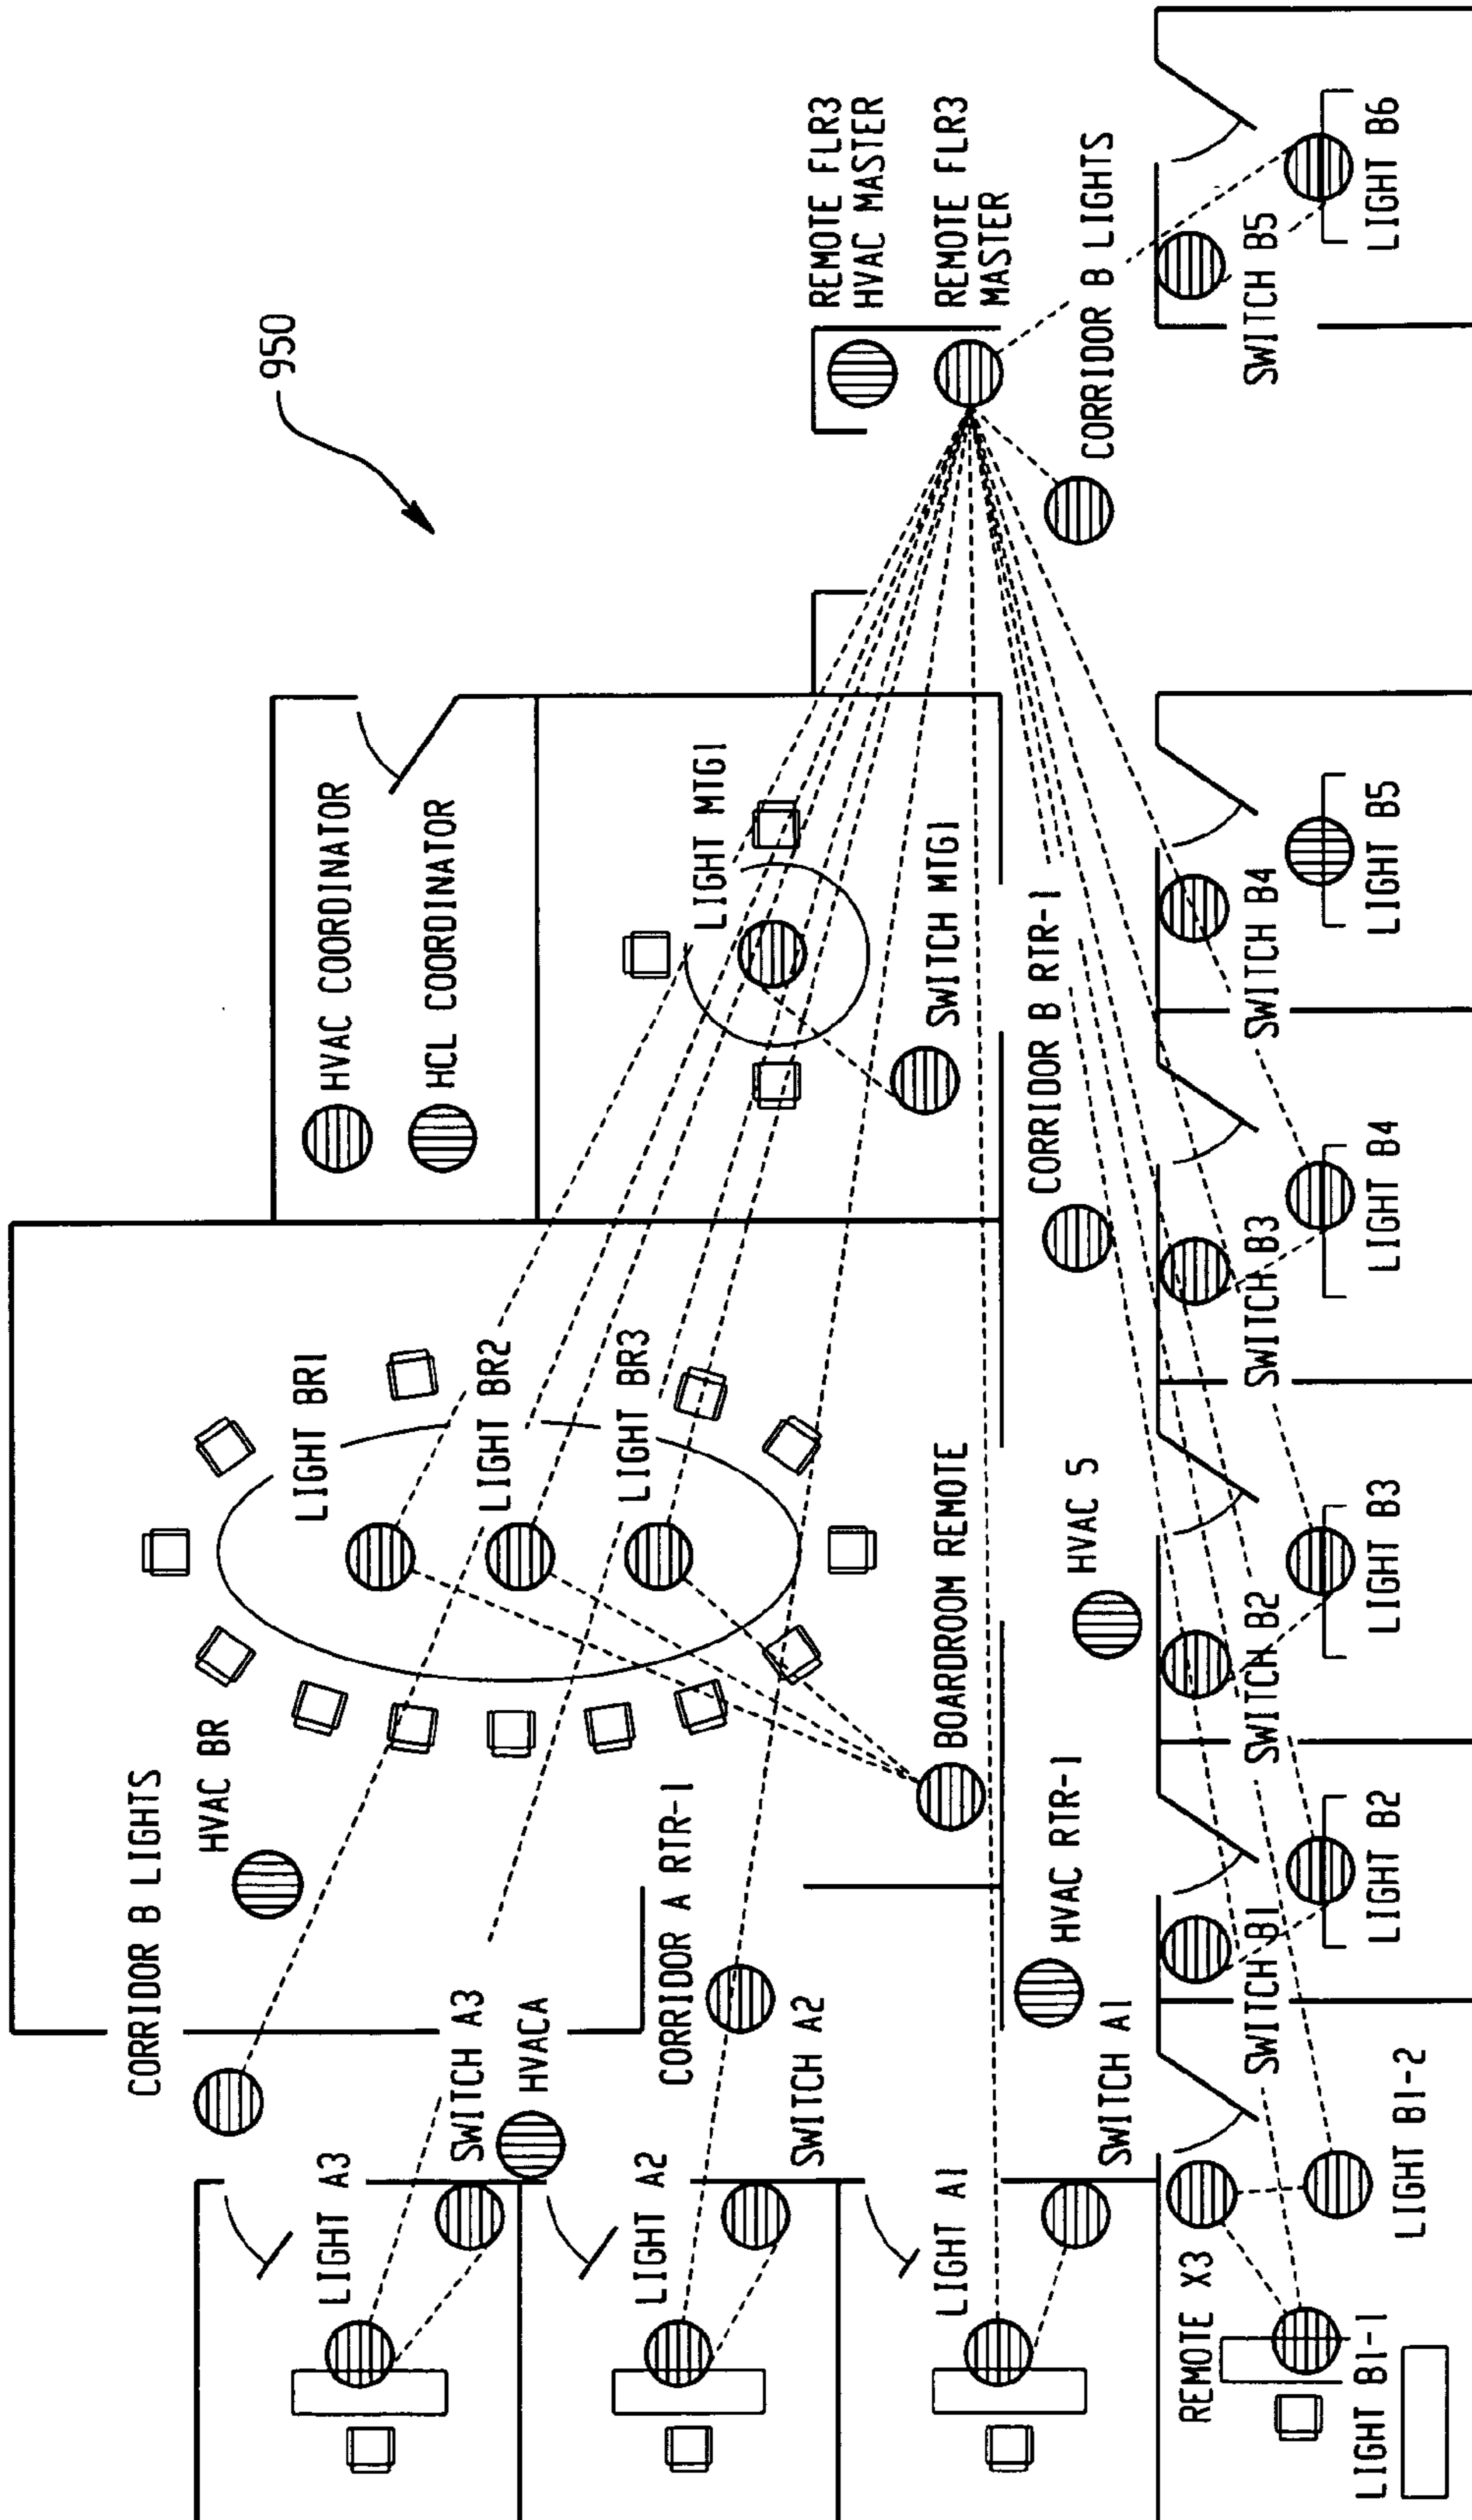 CORRIDOR B LIGHTS
HVAC BR
950
LIGHT BR1
LIGHT A3
HVAC COORDINATOR
HCL COORDINATOR
SWITCH A3
LIGHT BR2
HVACA
LIGHT BR3
LIGHT A2
CORRIDOR A RTR-1
LIGHT MTG1
SWITCH A2
REMOTE FLR3
HVAC MASTER
LIGHT A1
BOARDROOM REMOTE
SWITCH MTG1
REMOTE FLR3
MASTER
CORRIDOR B RTR-1
HVAC RTR-1
HVAC 5
CORRIDOR B LIGHTS
SWITCH A1
REMOTE X3
SWITCH B1
SWITCH B2
SWITCH B3
SWITCH B4
SWITCH B5
LIGHT B1-1
LIGHT B1-2
LIGHT B2
LIGHT B3
LIGHT B4
LIGHT B5
LIGHT B6